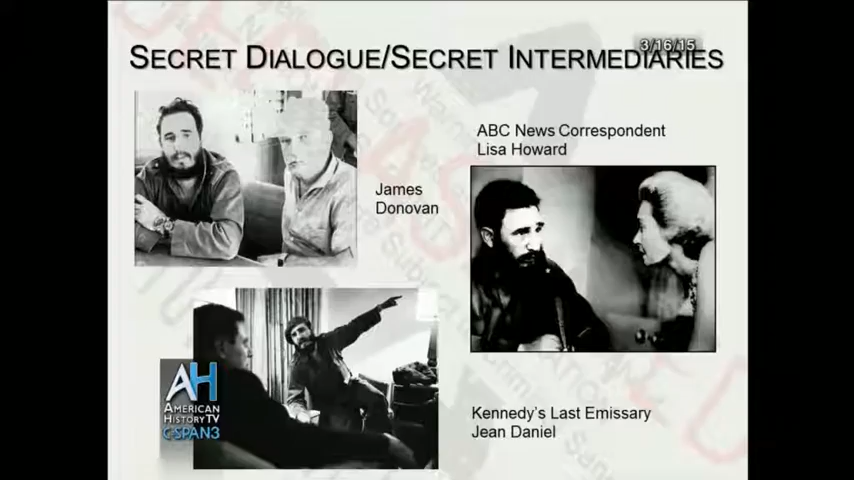 3/16/15
SECRET DIALOGUE/SECRET INTERMEDIARIES
ABC News Correspondent
Lisa Howard
James
Donovan
AH
AMERICAN
HISTORY TV
C-SPAN3
Kennedy's Last Emissary
Jean Daniel